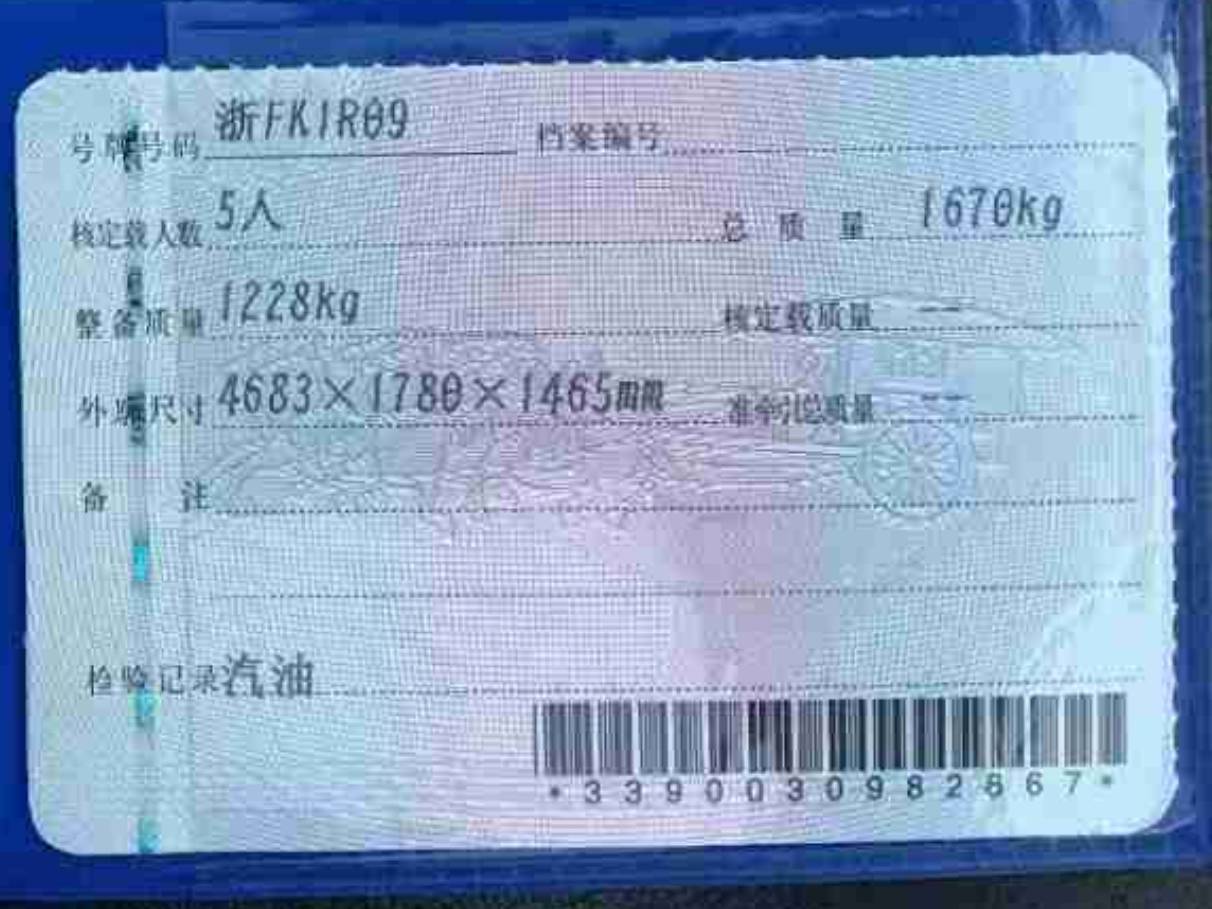 号牌号码 浙FK1R09 档案编号
核定载人数 5人 总质量 1670kg
整备质量 1228kg 核定载质量 --
外廓尺寸 4683×1780×1465mm 准牵引总质量 --
备注
检验记录 汽油
*3390030982867*